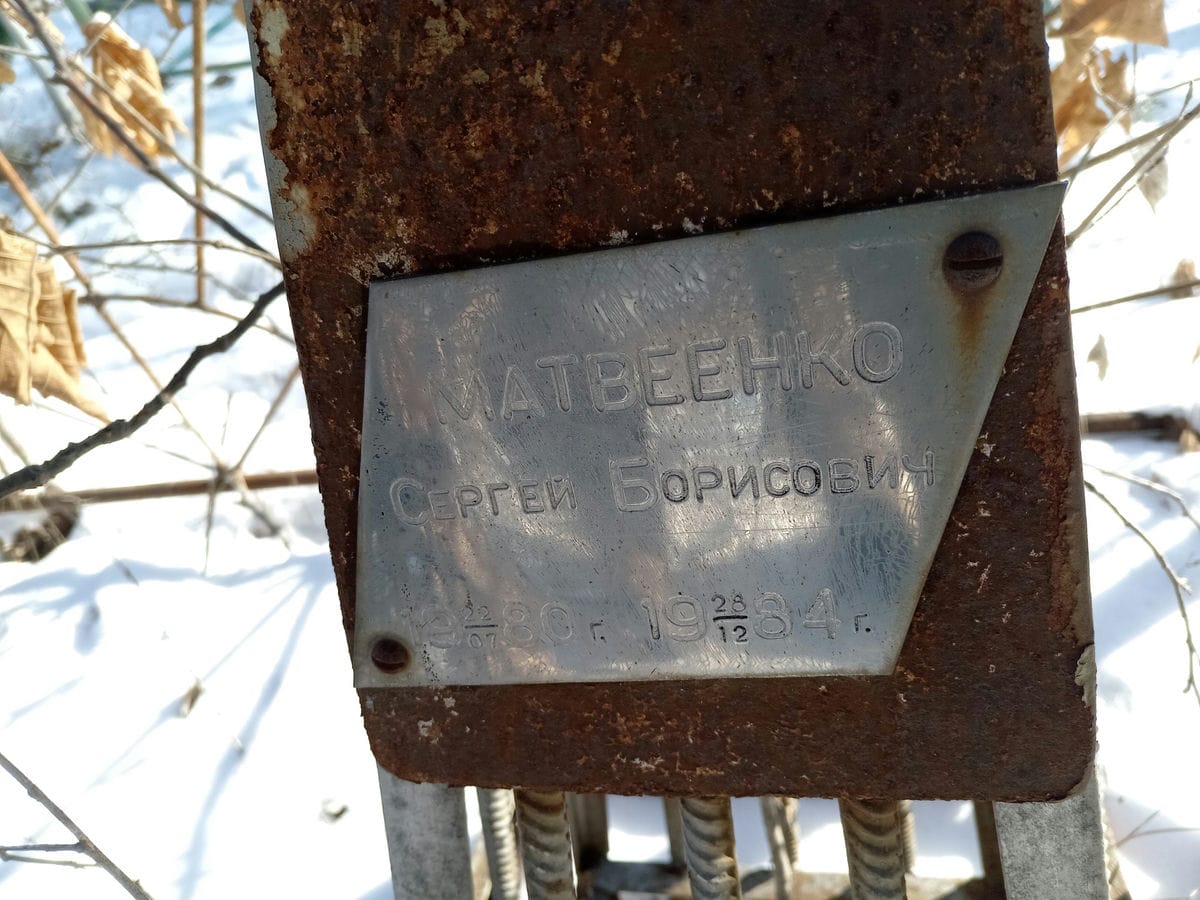 МАТВЕЕНКО
Сергей Борисович
19 22/07 80 г. 19 28/12 84 г.